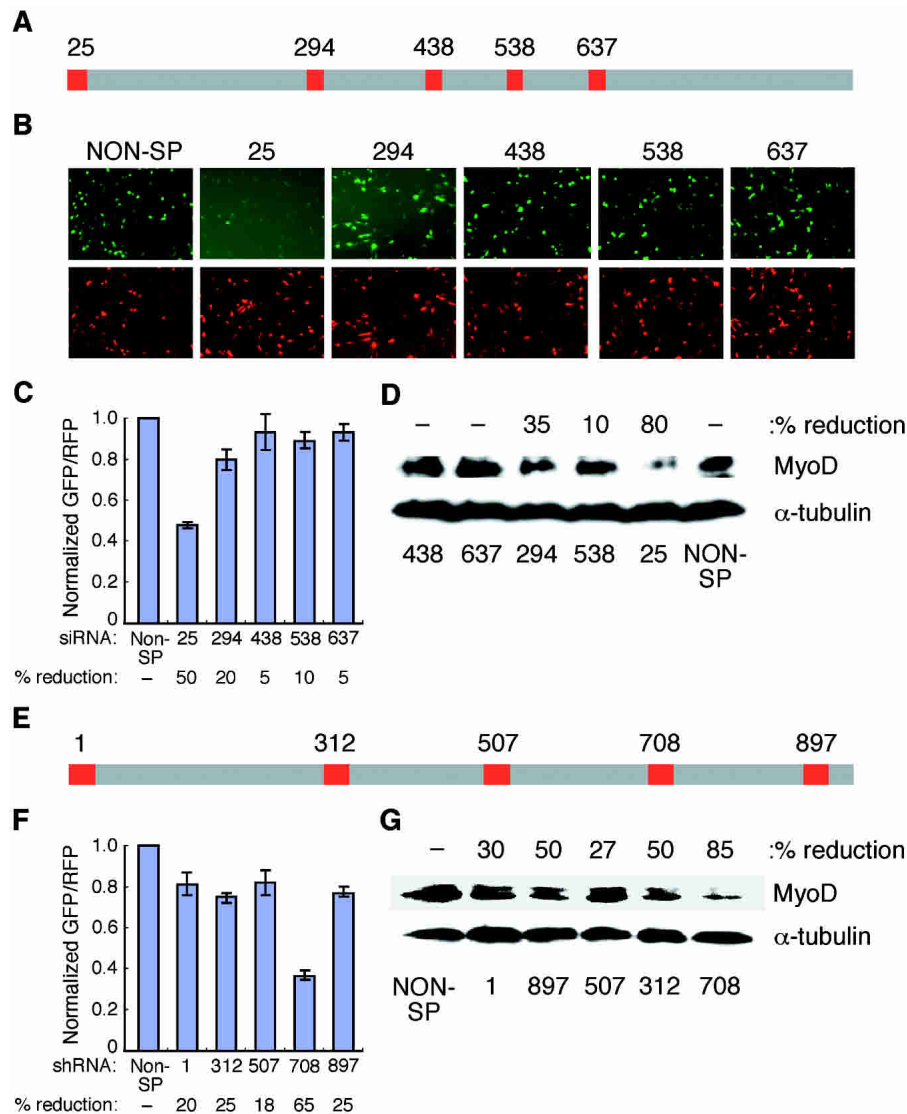 A
25 294 438 538 637
B
NON-SP 25 294 438 538 637
C
Normalized GFP/RFP
1.0
0.8
0.6
0.4
0.2
0
siRNA: Non-SP 25 294 438 538 637
% reduction: – 50 20 5 10 5
D
– – 35 10 80 – :% reduction
MyoD
α-tubulin
438 637 294 538 25 NON-SP
E
1 312 507 708 897
F
Normalized GFP/RFP
1.0
0.8
0.6
0.4
0.2
0
shRNA: Non-SP 1 312 507 708 897
% reduction: – 20 25 18 65 25
G
– 30 50 27 50 85 :% reduction
MyoD
α-tubulin
NON-SP 1 897 507 312 708